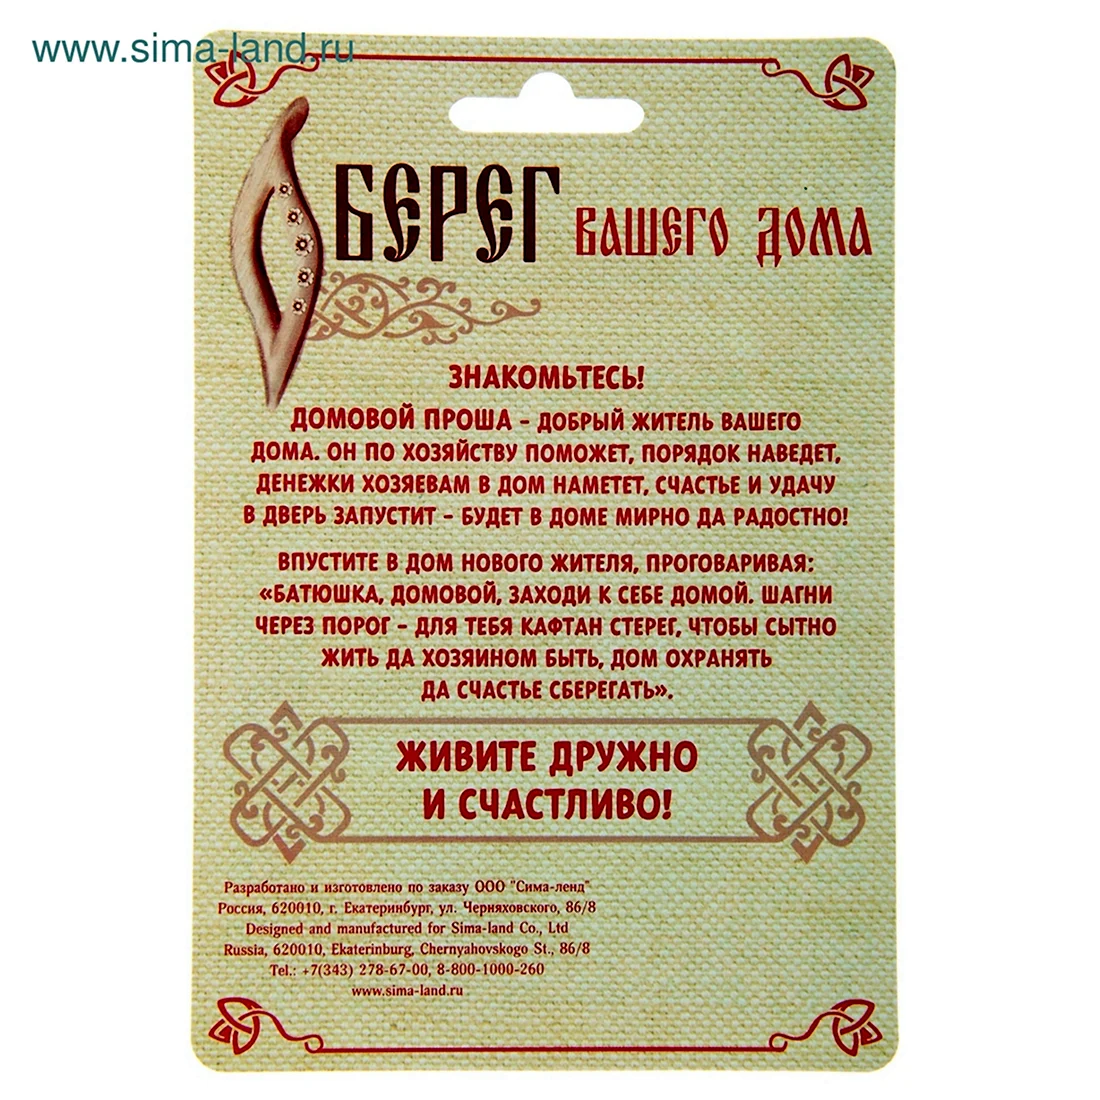 www.sima-land.ru
ОБЕРЕГ ВАШЕГО ДОМА
ЗНАКОМЬТЕСЬ!
ДОМОВОЙ ПРОША – ДОБРЫЙ ЖИТЕЛЬ ВАШЕГО
ДОМА. ОН ПО ХОЗЯЙСТВУ ПОМОЖЕТ, ПОРЯДОК НАВЕДЕТ,
ДЕНЕЖКИ ХОЗЯЕВАМ В ДОМ НАМЕТЕТ, СЧАСТЬЕ И УДАЧУ
В ДВЕРЬ ЗАПУСТИТ – БУДЕТ В ДОМЕ МИРНО ДА РАДОСТНО!
ВПУСТИТЕ В ДОМ НОВОГО ЖИТЕЛЯ, ПРОГОВАРИВАЯ:
«БАТЮШКА, ДОМОВОЙ, ЗАХОДИ К СЕБЕ ДОМОЙ. ШАГНИ
ЧЕРЕЗ ПОРОГ – ДЛЯ ТЕБЯ КАФТАН СТЕРЕГ, ЧТОБЫ СЫТНО
ЖИТЬ ДА ХОЗЯИНОМ БЫТЬ, ДОМ ОХРАНЯТЬ
ДА СЧАСТЬЕ СБЕРЕГАТЬ».
ЖИВИТЕ ДРУЖНО
И СЧАСТЛИВО!
Разработано и изготовлено по заказу ООО "Сима-ленд"
Россия, 620010, г. Екатеринбург, ул. Черняховского, 86/8
Designed and manufactured for Sima-land Co., Ltd
Russia, 620010, Ekaterinburg, Chernyahovskogo St., 86/8
Tel.: +7(343) 278-67-00, 8-800-1000-260
www.sima-land.ru